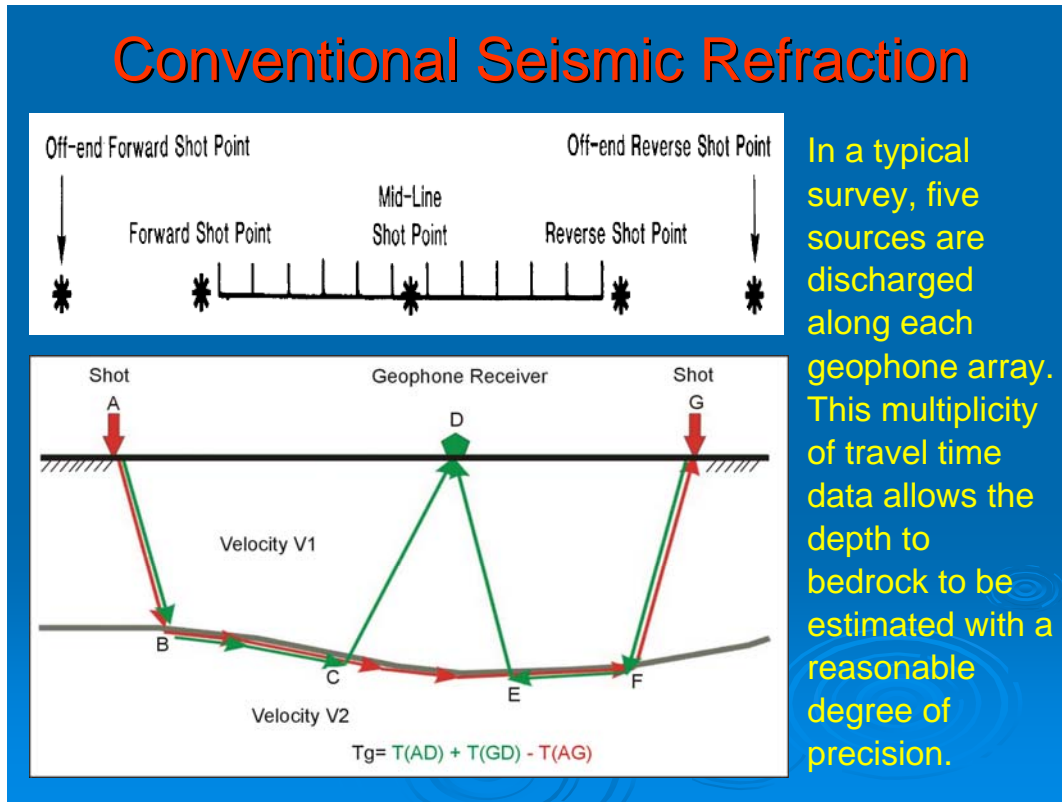 Conventional Seismic Refraction
Off-end Forward Shot Point
Off-end Reverse Shot Point
Mid-Line
Forward Shot Point
Shot Point
Reverse Shot Point
In a typical
survey, five
sources are
discharged
along each
geophone array.
This multiplicity
of travel time
data allows the
depth to
bedrock to be
estimated with a
reasonable
degree of
precision.
Shot
Geophone Receiver
Shot
A
D
G
Velocity V1
B
C
E
F
Velocity V2
Tg= T(AD) + T(GD) - T(AG)